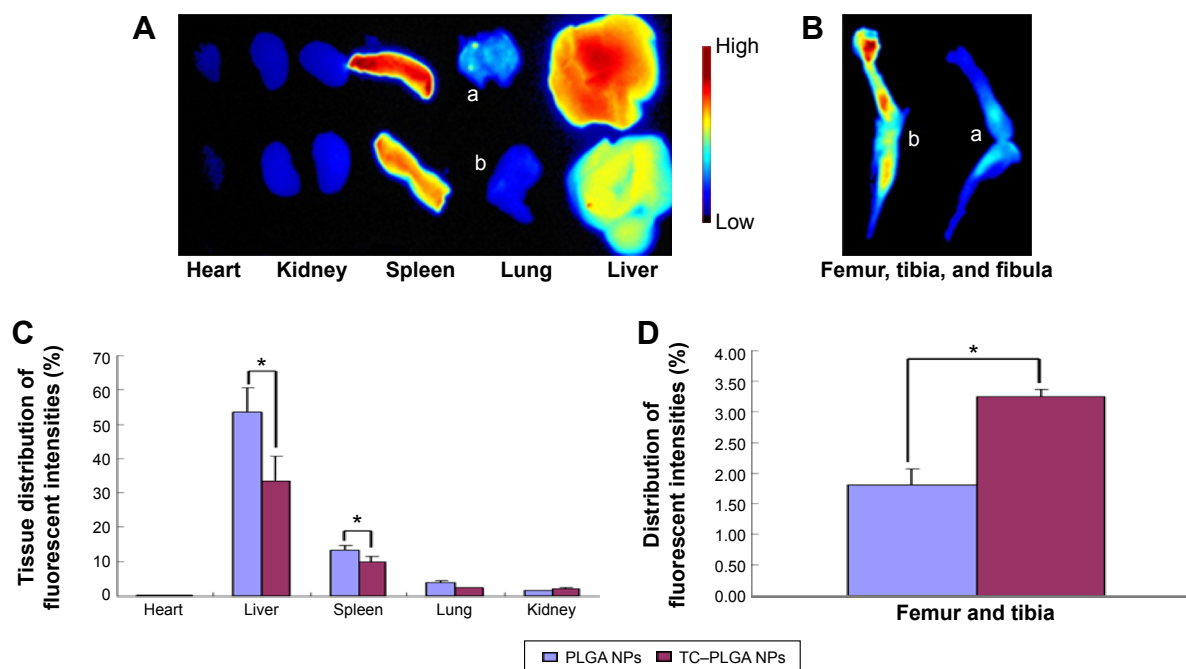 A
a
b
High
Low
Heart Kidney Spleen Lung Liver
B
b
a
Femur, tibia, and fibula
C
Tissue distribution of
fluorescent intensities (%)
70
60
50
40
30
20
10
0
*
*
Heart Liver Spleen Lung Kidney
D
Distribution of
fluorescent intensities (%)
4.00
3.50
3.00
2.50
2.00
1.50
1.00
0.50
0.00
*
Femur and tibia
PLGA NPs TC–PLGA NPs